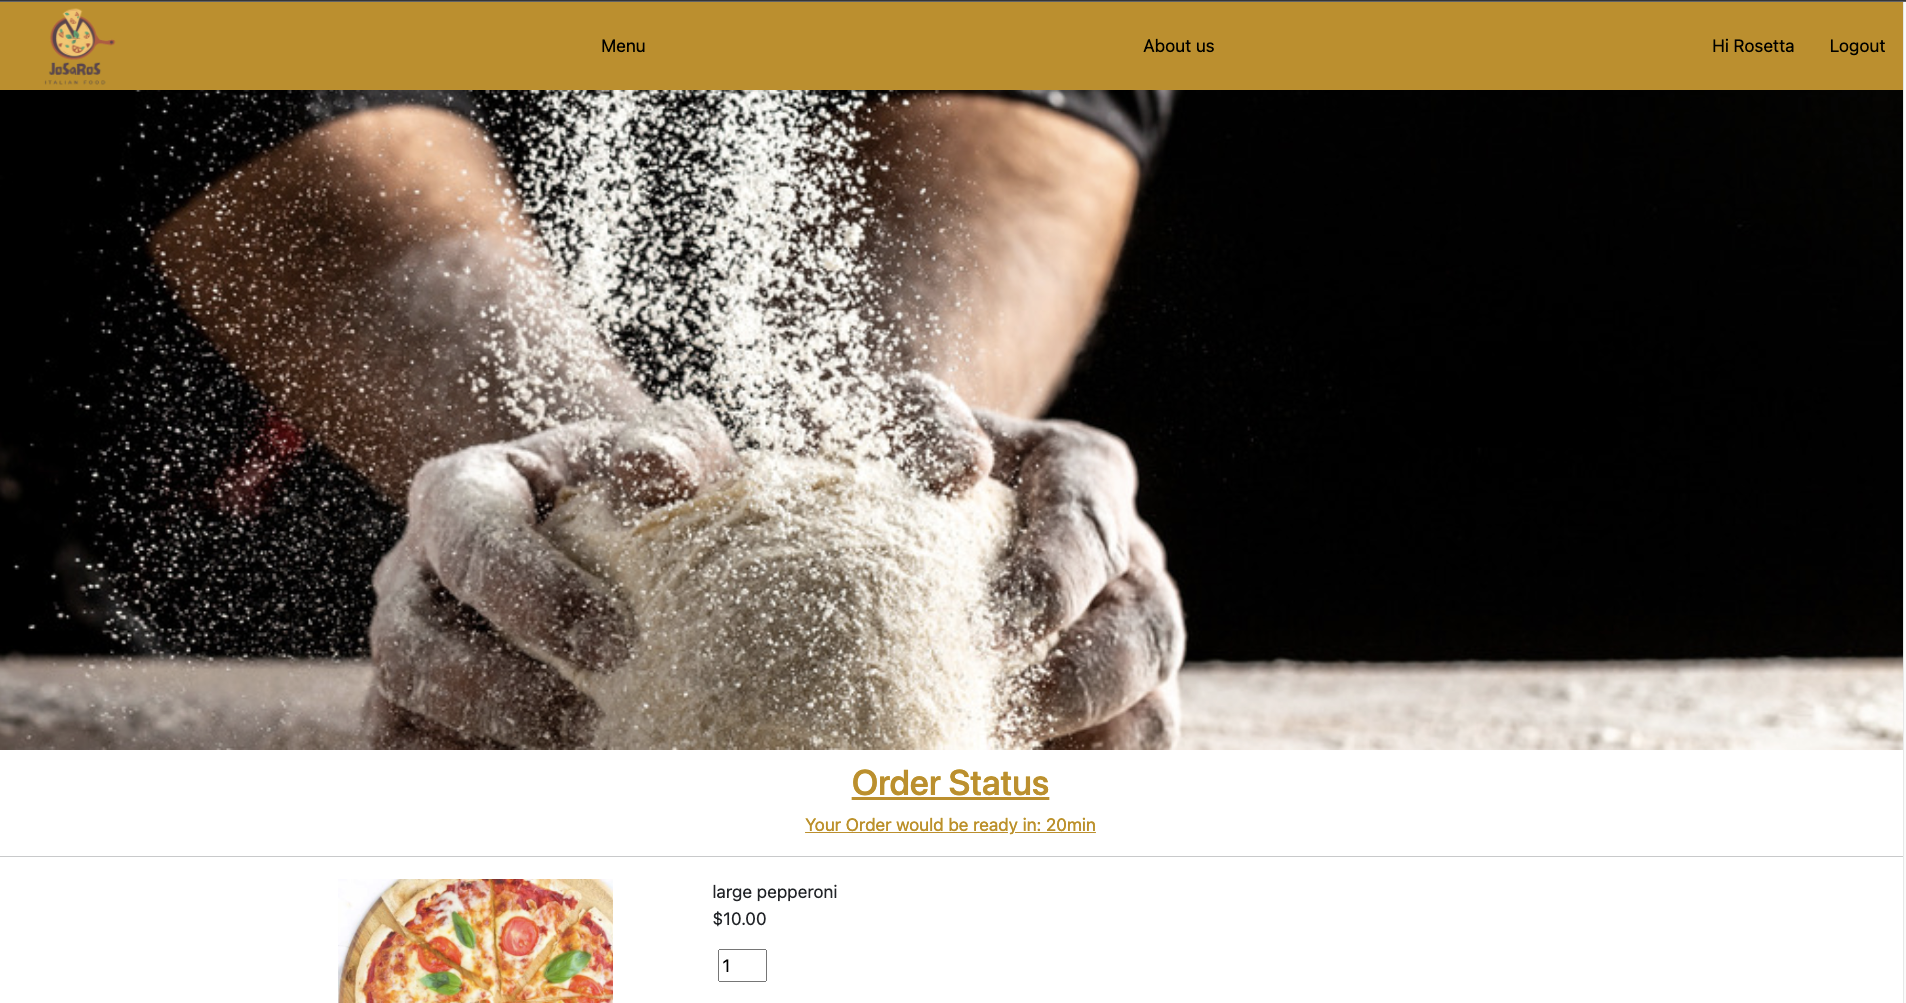 JoSaRoS
ITALIAN FOOD
Menu
About us
Hi Rosetta
Logout
Order Status
Your Order would be ready in: 20min
large pepperoni
$10.00
1